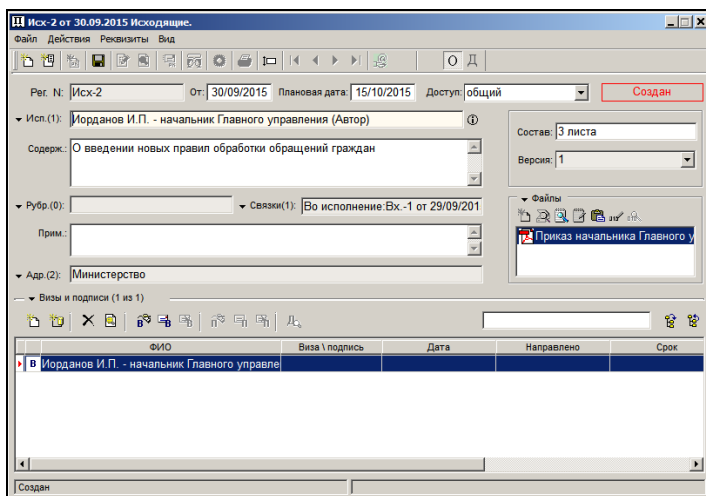 Исх-2 от 30.09.2015 Исходящие.
Файл Действия Реквизиты Вид
О Д
Рег. N: Исх-2 От: 30/09/2015 Плановая дата: 15/10/2015 Доступ: общий Создан
Исп.(1): Иорданов И.П. - начальник Главного управления (Автор)
Состав: 3 листа
Содерж.: О введении новых правил обработки обращений граждан
Версия: 1
Рубр.(0): Связки(1): Во исполнение:Вх.-1 от 29/09/201
Файлы
Прим.:
Приказ начальника Главного у
Адр.(2): Министерство
Визы и подписи (1 из 1)
ФИО Виза \ подпись Дата Направлено Срок
В Иорданов И.П. - начальник Главного управле
Создан